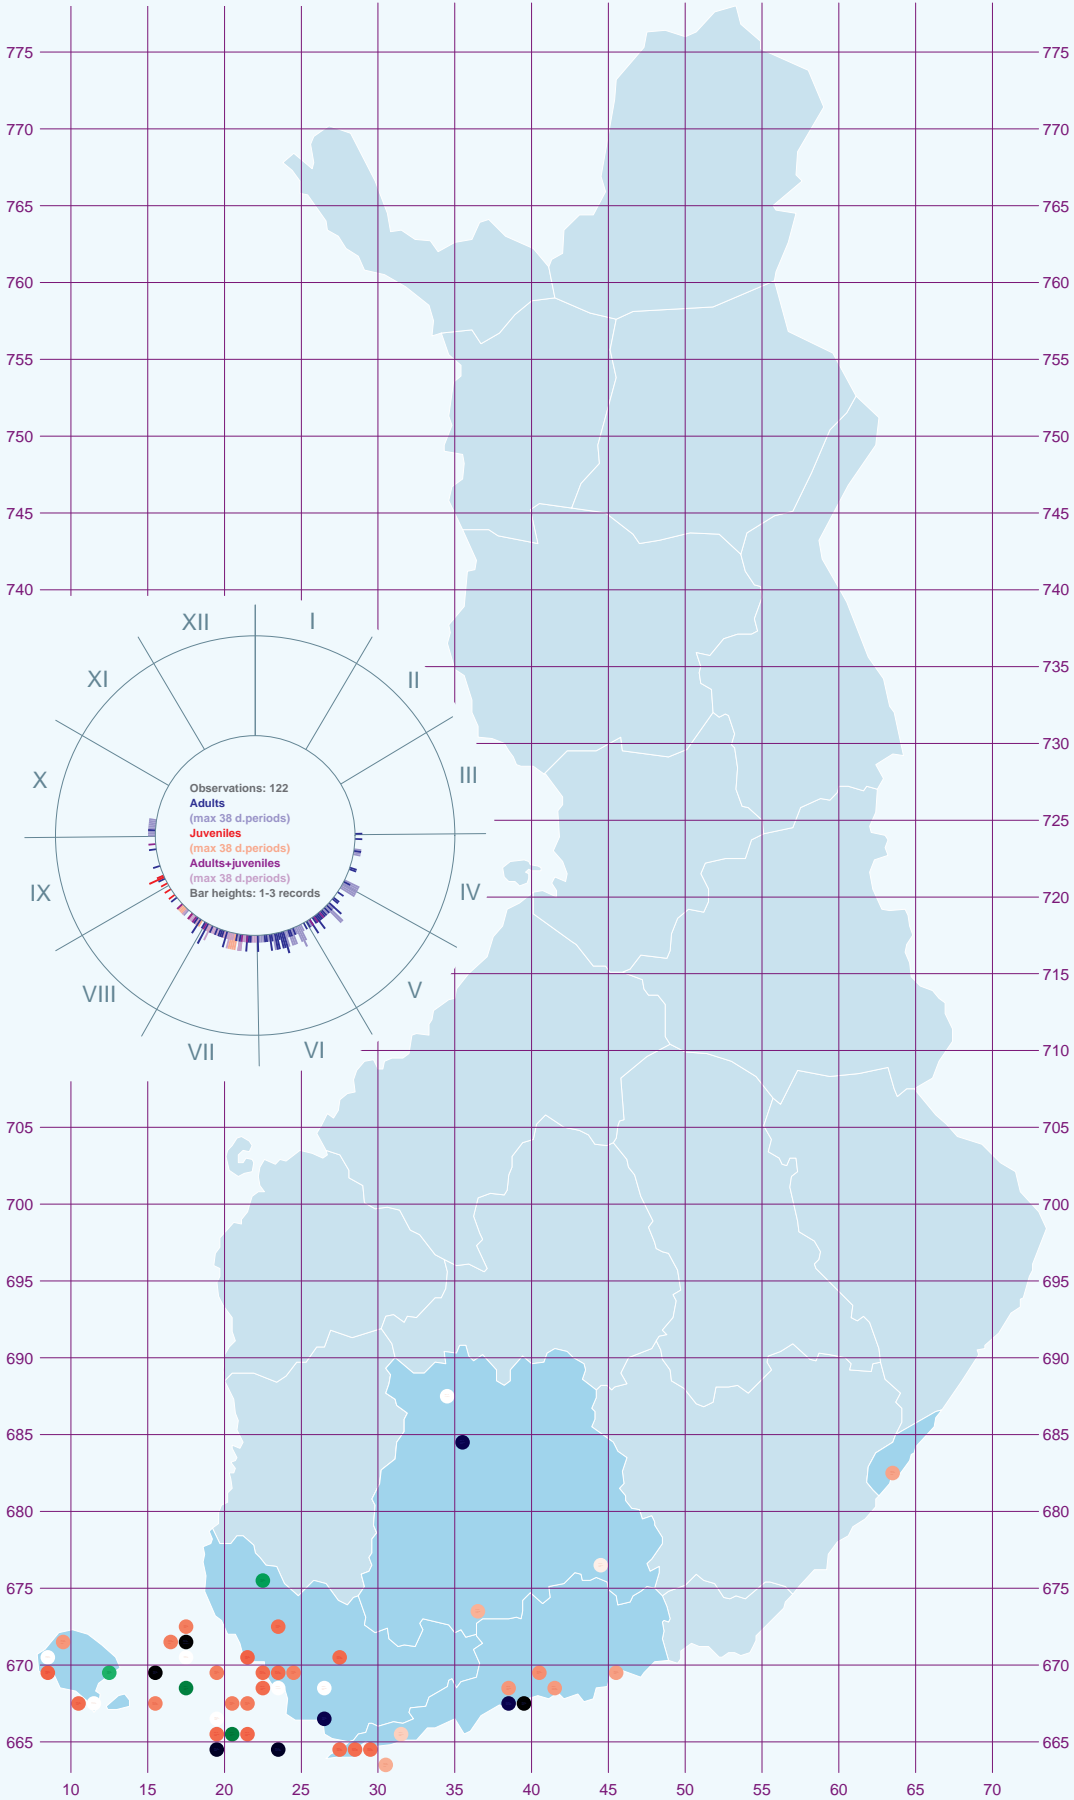 775 775
770 770
765 765
760 760
755 755
750 750
745 745
740 740
XII I
735
XI II
730
X III
Observations: 122
Adults
(max 38 d.periods)
725
Juveniles
(max 38 d.periods)
Adults+juveniles
(max 38 d.periods)
Bar heights: 1-3 records
IX IV
720
715
VIII V
VII VI
710
705 705
700 700
695 695
690 690
685 685
680 680
675 675
670 670
665 665
10 15 20 25 30 35 40 45 50 55 60 65 70